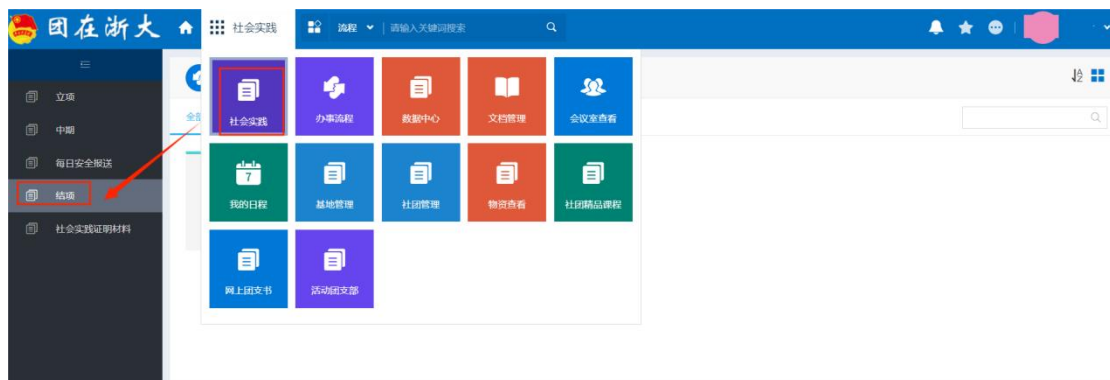 团在浙大
社会实践
流程
请输入关键词搜索
立项
中期
每日安全报送
结项
社会实践证明材料
社会实践
办事流程
数据中心
文档管理
会议室查看
7
我的日程
基地管理
社团管理
物资查看
社团精品课程
网上团支书
活动团支部